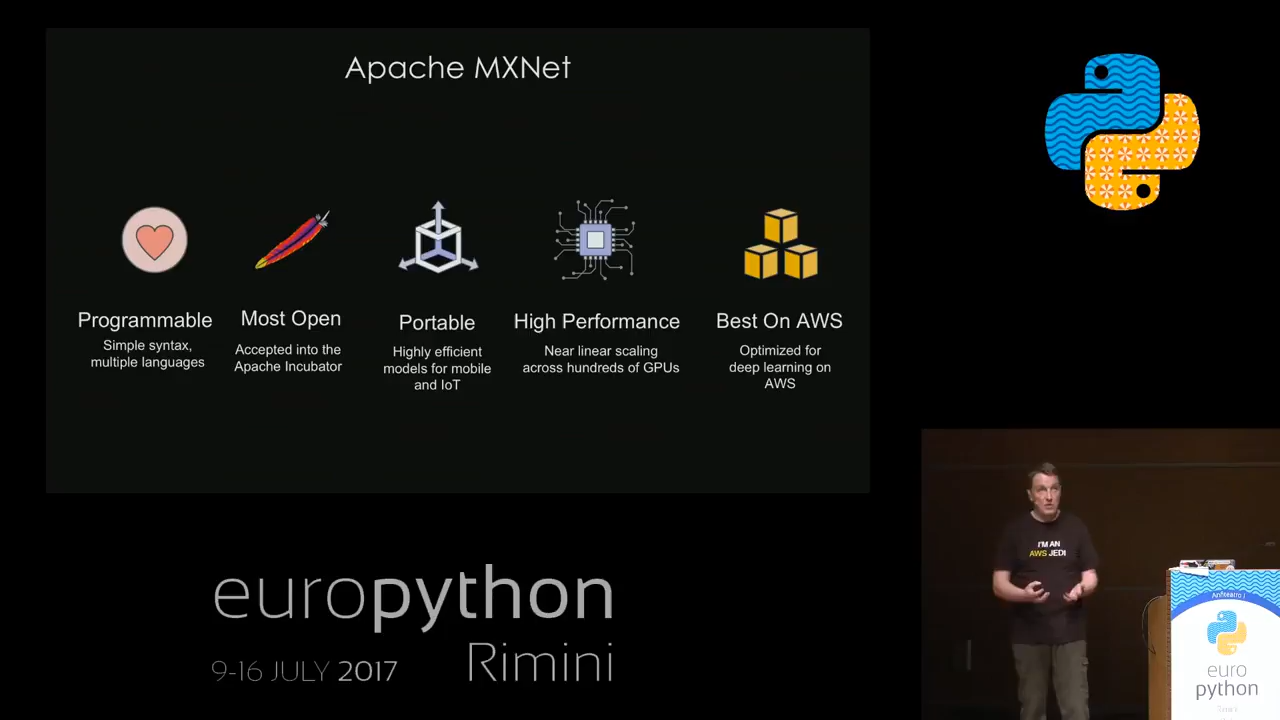 Apache MXNet
Programmable
Simple syntax,
multiple languages
Most Open
Accepted into the
Apache Incubator
Portable
Highly efficient
models for mobile
and IoT
High Performance
Near linear scaling
across hundreds of GPUs
Best On AWS
Optimized for
deep learning on
AWS
europython
9-16 JULY 2017
Rimini
I'M AN
AWS JEDI
Anfiteatro 1
euro
python